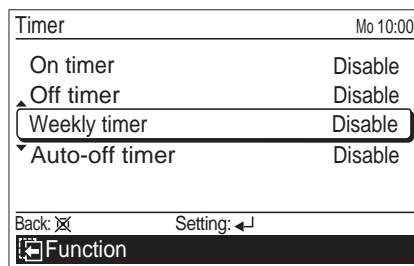 Timer Mo 10:00
On timer Disable
Off timer Disable
Weekly timer Disable
Auto-off timer Disable
Back: Setting:
Function